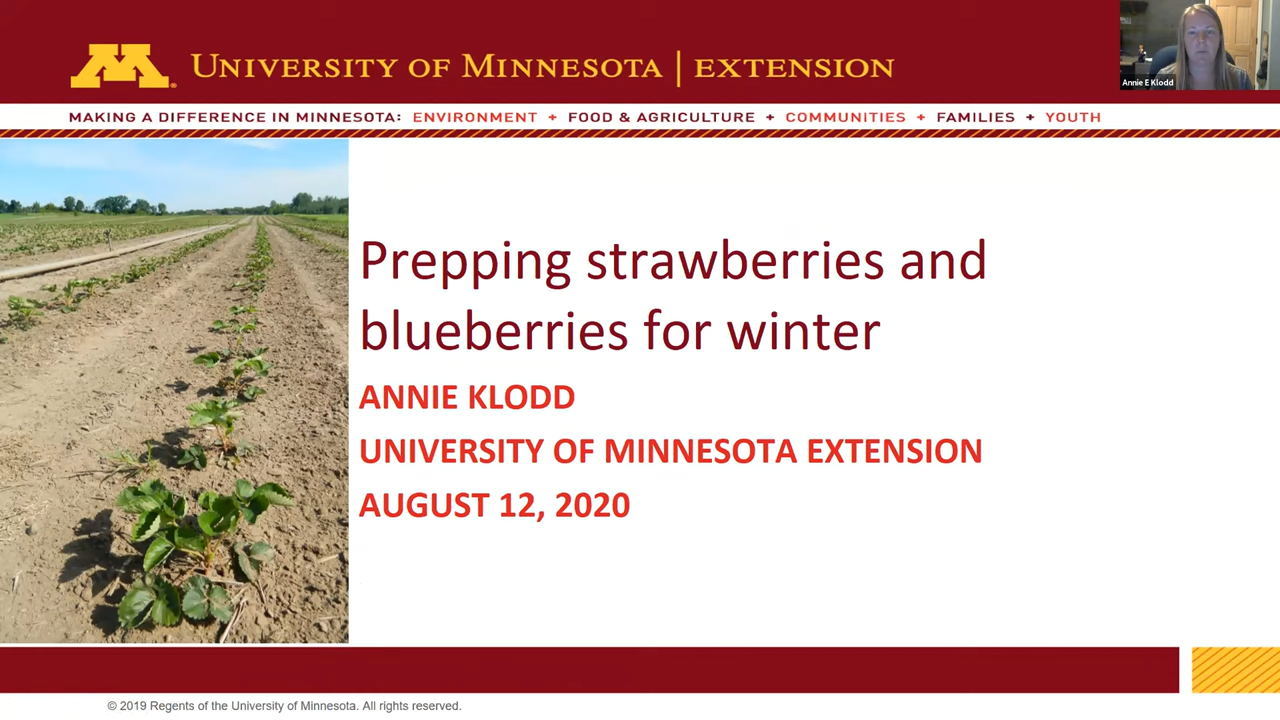 UNIVERSITY OF MINNESOTA | EXTENSION
Annie E Klodd
MAKING A DIFFERENCE IN MINNESOTA: ENVIRONMENT + FOOD & AGRICULTURE + COMMUNITIES + FAMILIES + YOUTH
Prepping strawberries and
blueberries for winter
ANNIE KLODD
UNIVERSITY OF MINNESOTA EXTENSION
AUGUST 12, 2020
© 2019 Regents of the University of Minnesota. All rights reserved.